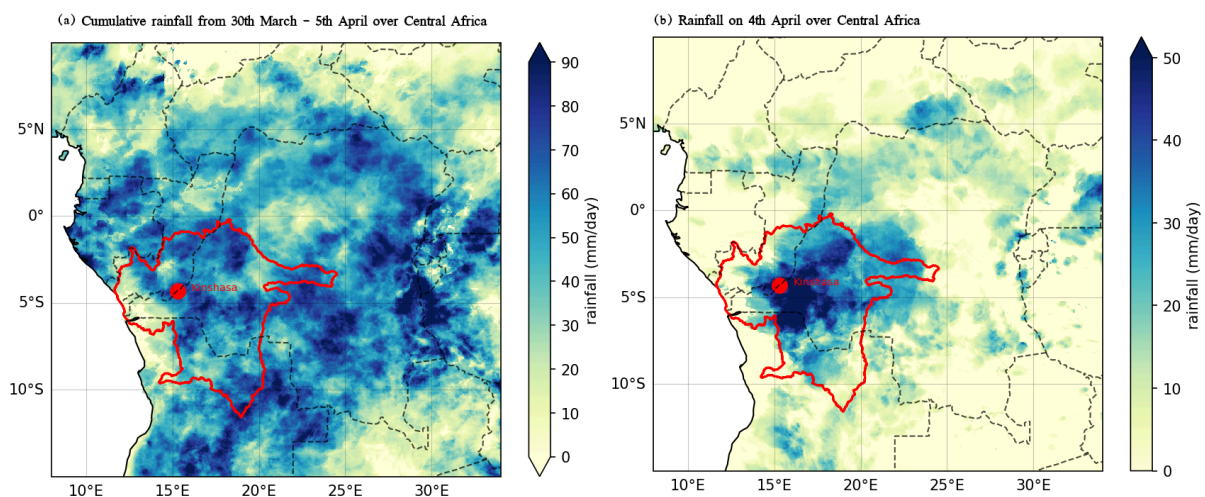 (a) Cumulative rainfall from 30th March - 5th April over Central Africa
(b) Rainfall on 4th April over Central Africa
5°N
0°
5°S
10°S
10°E
15°E
20°E
25°E
30°E
Kinshasa
90
80
70
60
50
40
30
20
10
0
rainfall (mm/day)
5°N
0°
5°S
10°S
10°E
15°E
20°E
25°E
30°E
Kinshasa
50
40
30
20
10
0
rainfall (mm/day)